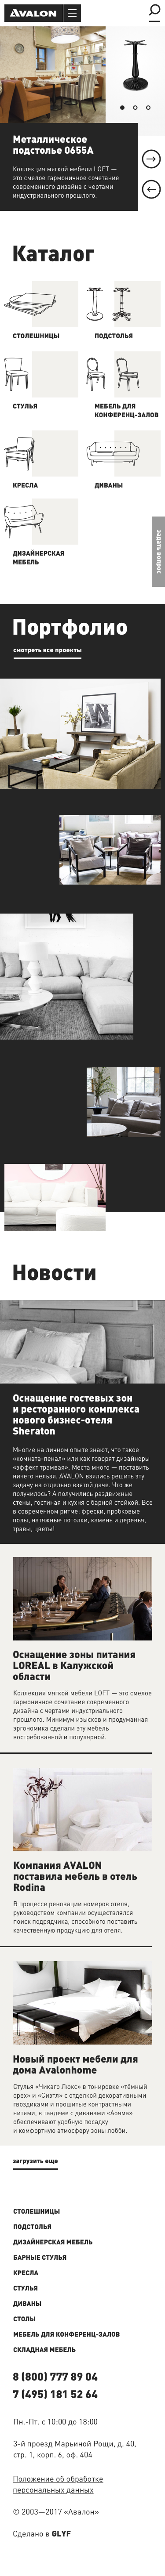 AVALON
Металлическое
подстолье 0655А
Коллекция мягкой мебели LOFT —
это смелое гармоничное сочетание
современного дизайна с чертами
индустриального прошлого.
Каталог
СТОЛЕШНИЦЫ
ПОДСТОЛЬЯ
СТУЛЬЯ
МЕБЕЛЬ ДЛЯ
КОНФЕРЕНЦ-ЗАЛОВ
КРЕСЛА
ДИВАНЫ
ДИЗАЙНЕРСКАЯ
МЕБЕЛЬ
задать вопрос
Портфолио
смотреть все проекты
Новости
Оснащение гостевых зон
и ресторанного комплекса
нового бизнес-отеля
Sheraton
Многие на личном опыте знают, что такое
«комната-пенал» или как говорят дизайнеры
«эффект трамвая». Места много — поставить
ничего нельзя. AVALON взялись решить эту
задачу на отдельно взятой даче. Что же
получилось? А получились раздвижные
стены, гостиная и кухня с барной стойкой. Все
в современном ритме: фрески, пробковые
полы, натяжные потолки, камень и деревья,
травы, цветы!
Оснащение зоны питания
LOREAL в Калужской
области
Коллекция мягкой мебели LOFT — это смелое
гармоничное сочетание современного
дизайна с чертами индустриального
прошлого. Минимум изысков и продуманная
эргономика сделали эту мебель
востребованной и популярной.
Компания AVALON
поставила мебель в отель
Rodina
В процессе реновации номеров отеля,
руководством компании осуществлялся
поиск подрядчика, способного поставить
качественную продукцию для отеля.
Новый проект мебели для
дома Avalonhome
Стулья «Чикаго Люкс» в тонировке «тёмный
орех» и «Сиэтл» с отделкой декоративными
гвоздиками и прошитые контрастными
нитями, в тандеме с диванами «Аояма»
обеспечивают удобную посадку
и комфортную атмосферу зоны лобби.
загрузить еще
СТОЛЕШНИЦЫ
ПОДСТОЛЬЯ
ДИЗАЙНЕРСКАЯ МЕБЕЛЬ
БАРНЫЕ СТУЛЬЯ
КРЕСЛА
СТУЛЬЯ
ДИВАНЫ
СТОЛЫ
МЕБЕЛЬ ДЛЯ КОНФЕРЕНЦ-ЗАЛОВ
СКЛАДНАЯ МЕБЕЛЬ
8 (800) 777 89 04
7 (495) 181 52 64
Пн.-Пт. с 10:00 до 18:00
3-й проезд Марьиной Рощи, д. 40,
стр. 1, корп. 6, оф. 404
Положение об обработке
персональных данных
© 2003—2017 «Авалон»
Сделано в GLYF